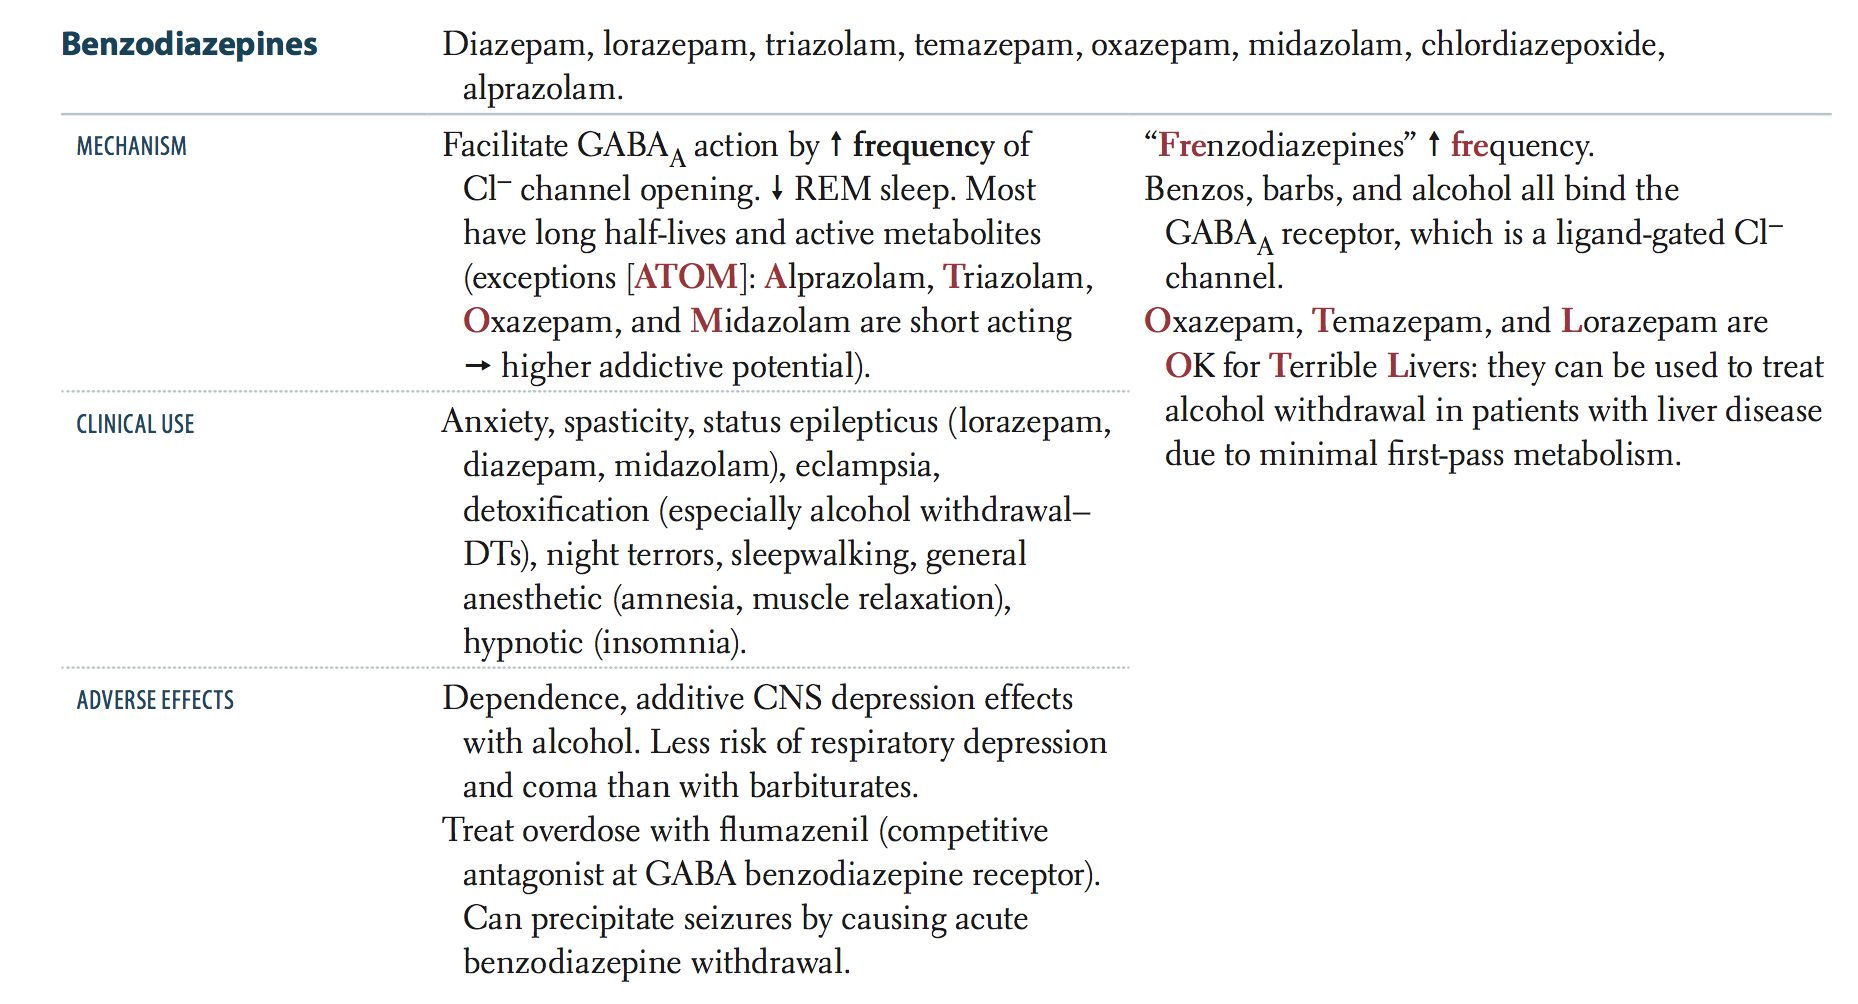 Benzodiazepines
Diazepam, lorazepam, triazolam, temazepam, oxazepam, midazolam, chlordiazepoxide,
alprazolam.
MECHANISM
Facilitate GABAA action by ↑ frequency of
Cl– channel opening. ↓ REM sleep. Most
have long half-lives and active metabolites
(exceptions [ATOM]: Alprazolam, Triazolam,
Oxazepam, and Midazolam are short acting
→ higher addictive potential).
“Frenzodiazepines” ↑ frequency.
Benzos, barbs, and alcohol all bind the
GABAA receptor, which is a ligand-gated Cl–
channel.
Oxazepam, Temazepam, and Lorazepam are
OK for Terrible Livers: they can be used to treat
alcohol withdrawal in patients with liver disease
due to minimal first-pass metabolism.
CLINICAL USE
Anxiety, spasticity, status epilepticus (lorazepam,
diazepam, midazolam), eclampsia,
detoxification (especially alcohol withdrawal–
DTs), night terrors, sleepwalking, general
anesthetic (amnesia, muscle relaxation),
hypnotic (insomnia).
ADVERSE EFFECTS
Dependence, additive CNS depression effects
with alcohol. Less risk of respiratory depression
and coma than with barbiturates.
Treat overdose with flumazenil (competitive
antagonist at GABA benzodiazepine receptor).
Can precipitate seizures by causing acute
benzodiazepine withdrawal.